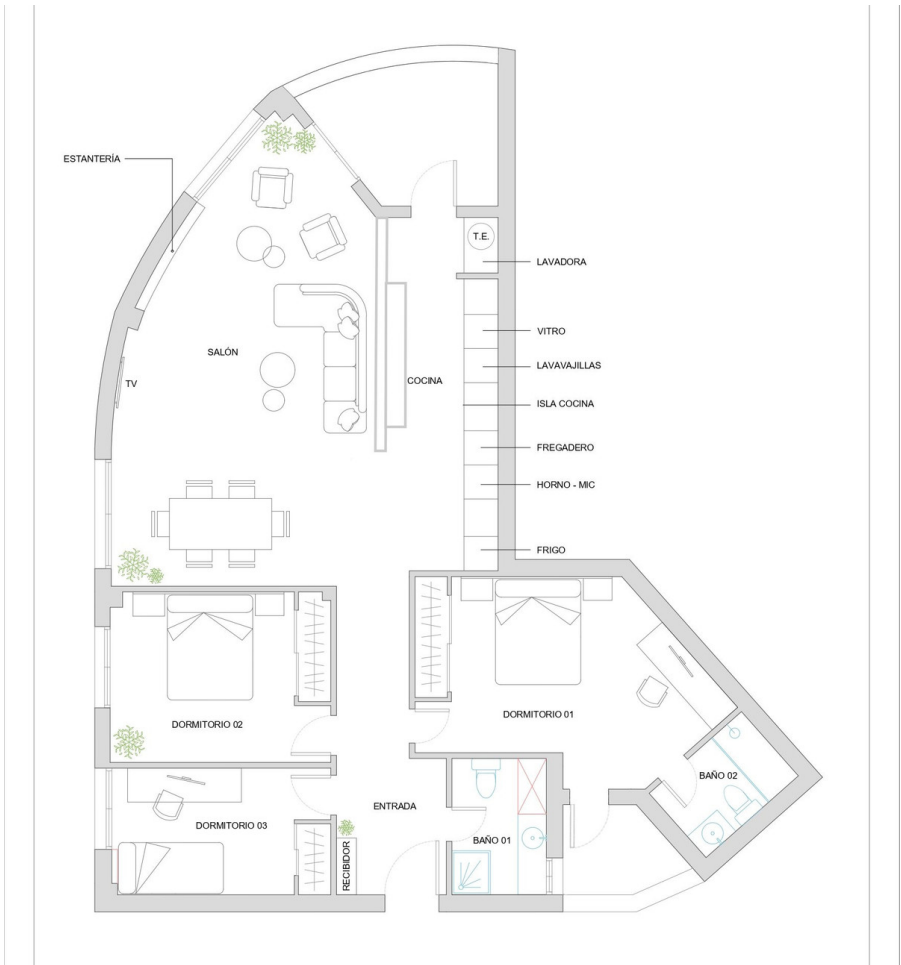 ESTANTERÍA
T.E.
LAVADORA
VITRO
SALÓN
LAVAVAJILLAS
TV
COCINA
ISLA COCINA
FREGADERO
HORNO - MIC
FRIGO
DORMITORIO 01
DORMITORIO 02
BAÑO 02
ENTRADA
DORMITORIO 03
BAÑO 01
RECIBIDOR